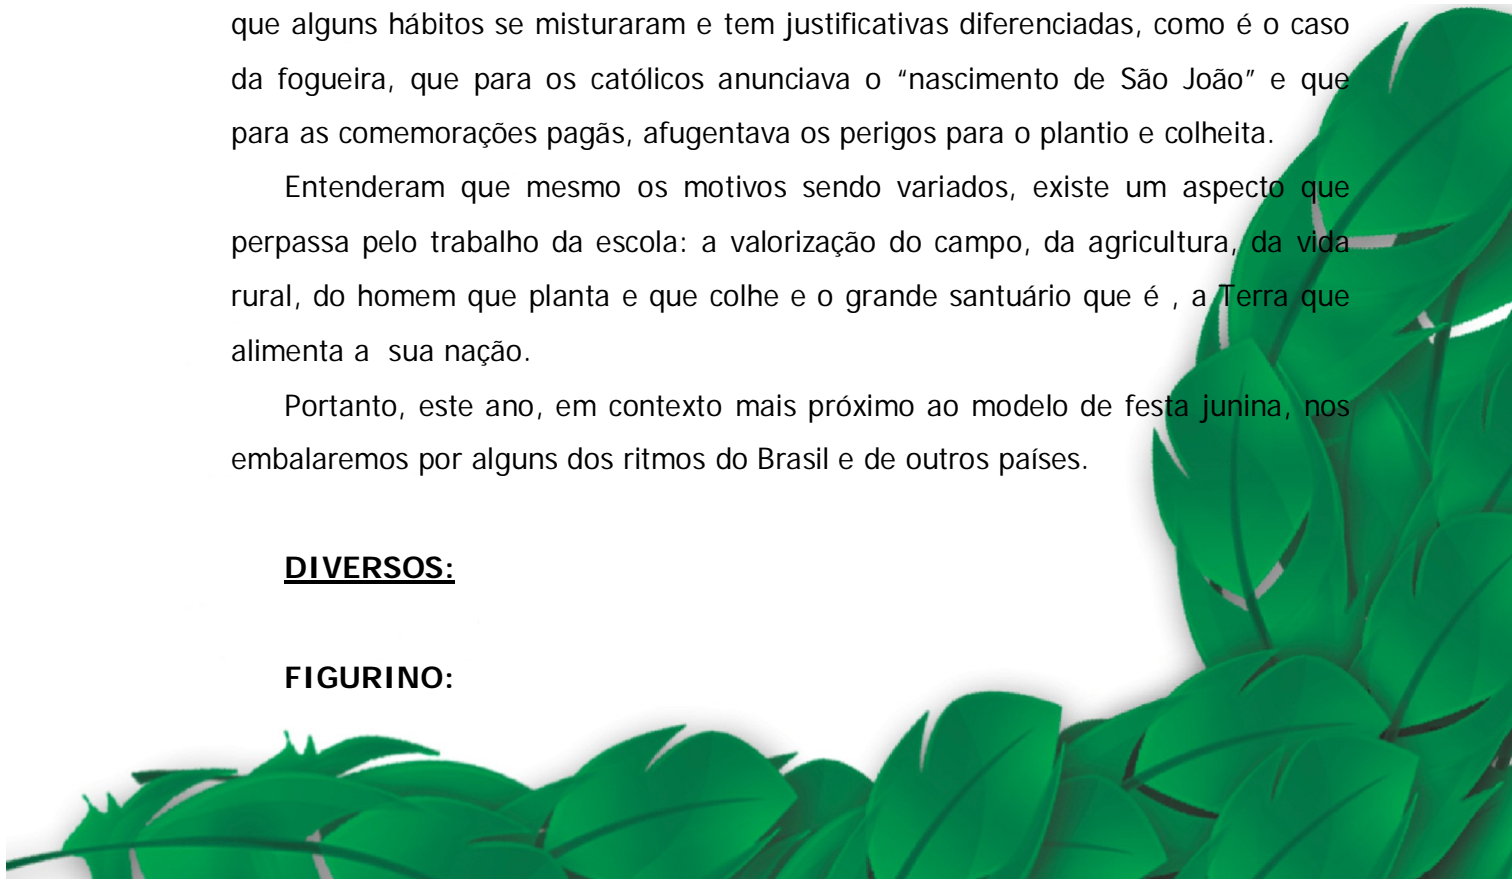 que alguns hábitos se misturaram e tem justificativas diferenciadas, como é o caso
da fogueira, que para os católicos anunciava o “nascimento de São João” e que
para as comemorações pagãs, afugentava os perigos para o plantio e colheita.
Entenderam que mesmo os motivos sendo variados, existe um aspecto que
perpassa pelo trabalho da escola: a valorização do campo, da agricultura, da vida
rural, do homem que planta e que colhe e o grande santuário que é , a Terra que
alimenta a  sua nação.
Portanto, este ano, em contexto mais próximo ao modelo de festa junina, nos
embalaremos por alguns dos ritmos do Brasil e de outros países.
DIVERSOS:
FIGURINO: